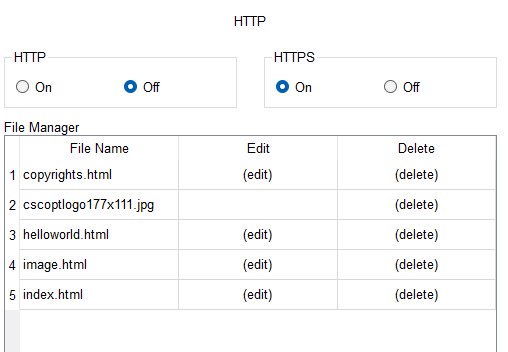 HTTP
HTTP HTTPS
On Off On Off
File Manager
File Name Edit Delete
1 copyrights.html (edit) (delete)
2 cscoptlogo177x111.jpg (delete)
3 helloworld.html (edit) (delete)
4 image.html (edit) (delete)
5 index.html (edit) (delete)